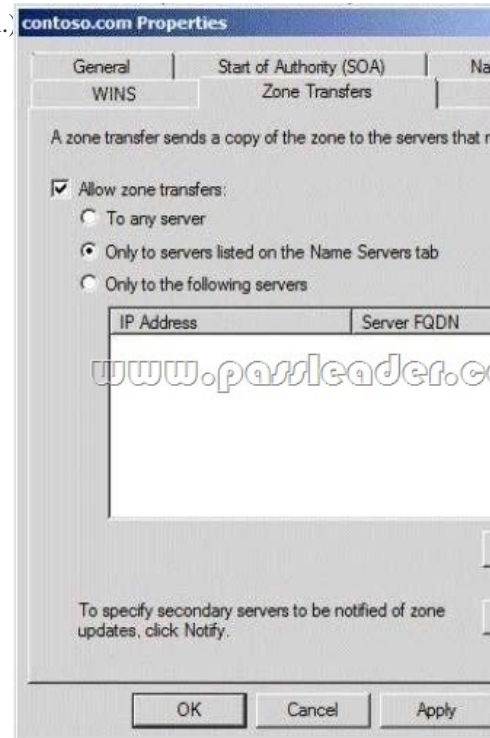 .)
contoso.com Properties
General
Start of Authority (SOA)
Na
WINS
Zone Transfers
A zone transfer sends a copy of the zone to the servers that r
Allow zone transfers:
To any server
Only to servers listed on the Name Servers tab
Only to the following servers
IP Address
Server FQDN
www.passleader.co
To specify secondary servers to be notified of zone
updates, click Notify.
OK
Cancel
Apply